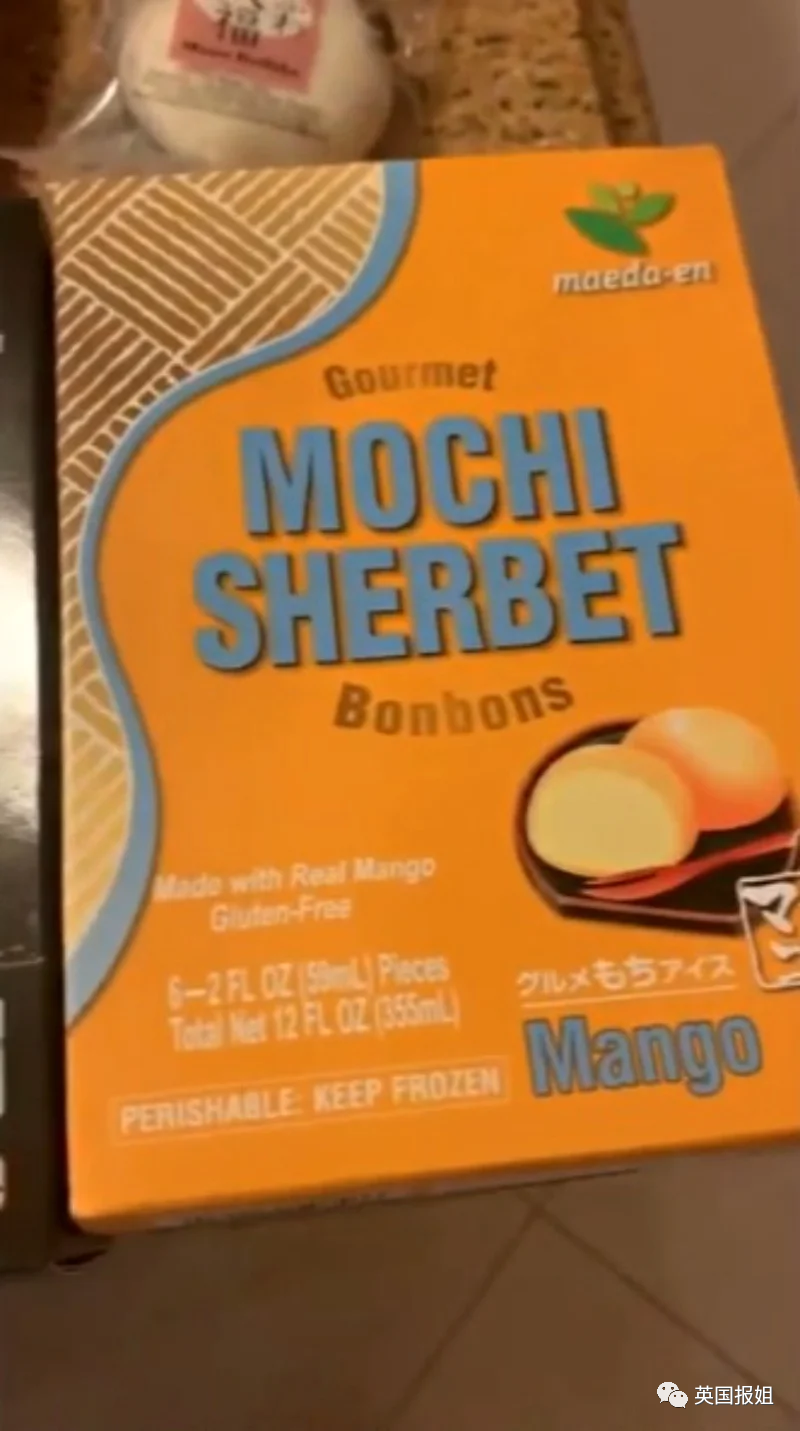 福
maeda-en
Gourmet
MOCHI
SHERBET
Bonbons
Made with Real Mango
Gluten-Free
6—2 FL OZ (59mL) Pieces
Total Net 12 FL OZ (355mL)
PERISHABLE: KEEP FROZEN
グルメもちアイス
Mango
マ
英国报姐